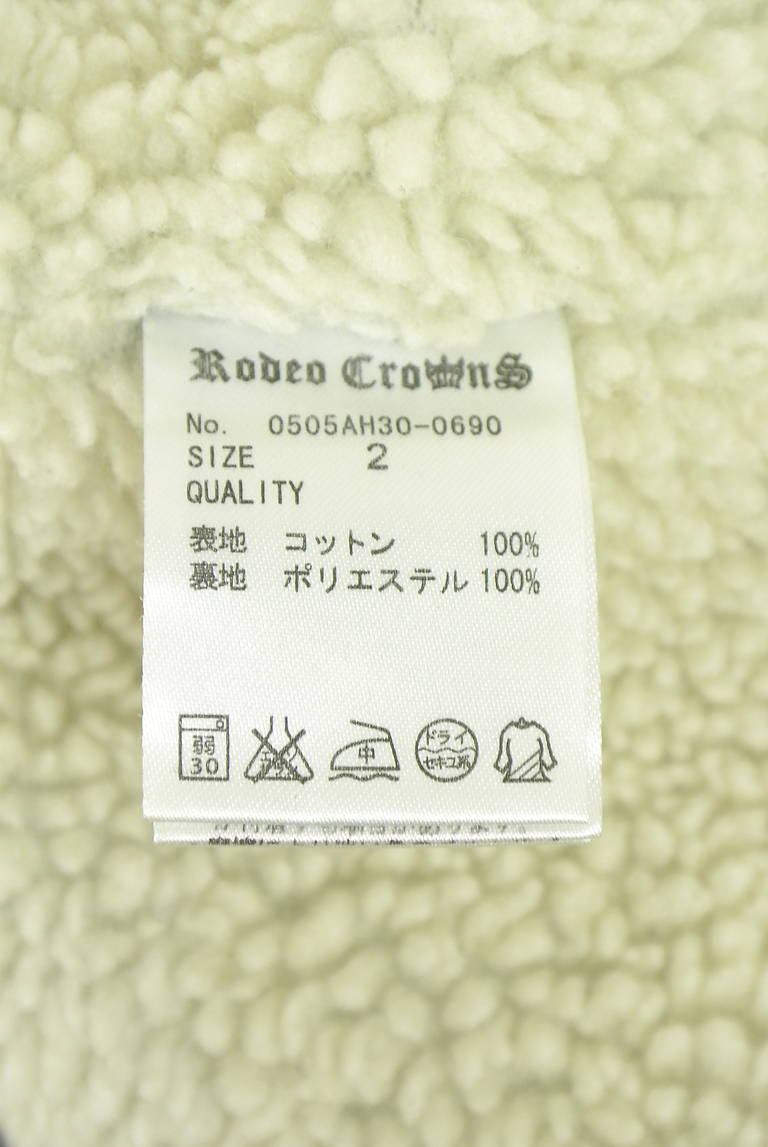 Rodeo CrownS
No. 0505AH30-0690
SIZE 2
QUALITY
表地 コットン 100%
裏地 ポリエステル 100%
弱 30
中
ドライ
セキユ系